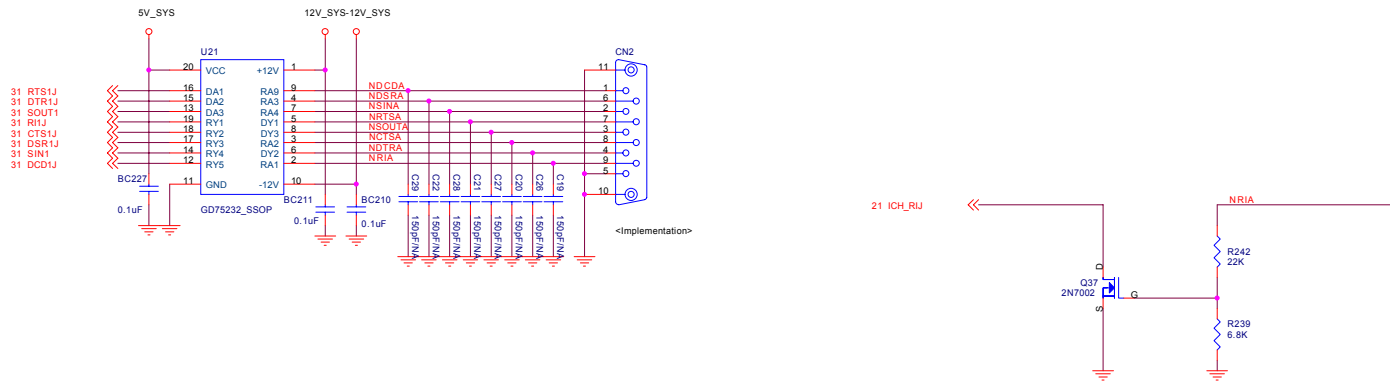 5V_SYS 12V_SYS -12V_SYS
U21 CN2
20 VCC +12V 1 11
31 RTS1J 16 DA1 RA9 9 NDCDA 1
31 DTR1J 15 DA2 RA3 4 NDSRA 6
31 SOUT1 13 DA3 RA4 7 NSINA 2
31 RI1J 19 RY1 DY1 5 NRTSA 7
31 CTS1J 18 RY2 DY3 8 NSOUTA 3
31 DSR1J 17 RY3 RA2 3 NCTSA 8
31 SIN1 14 RY4 DY2 6 NDTRA 4
31 DCD1J 12 RY5 RA1 2 NRIA 9
5
BC227 11 GND -12V 10 10
0.1uF GD75232_SSOP
BC211 BC210
0.1uF 0.1uF
C29 C22 C28 C21 C27 C20 C26 C19
150pF/NA 150pF/NA 150pF/NA 150pF/NA 150pF/NA 150pF/NA 150pF/NA 150pF/NA
<Implementation>
21 ICH_RIJ NRIA
R242
22K
D
Q37
2N7002
G
S
R239
6.8K